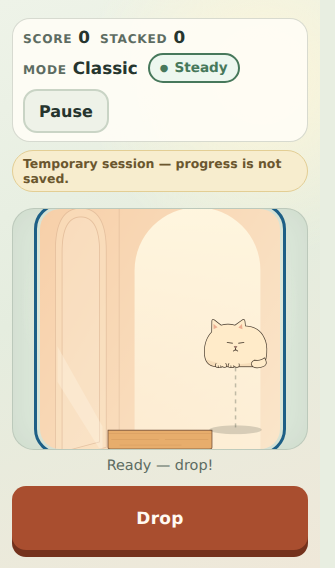 SCORE 0 STACKED 0
MODE Classic ● Steady
Pause
Temporary session — progress is not
saved.
Ready — drop!
Drop